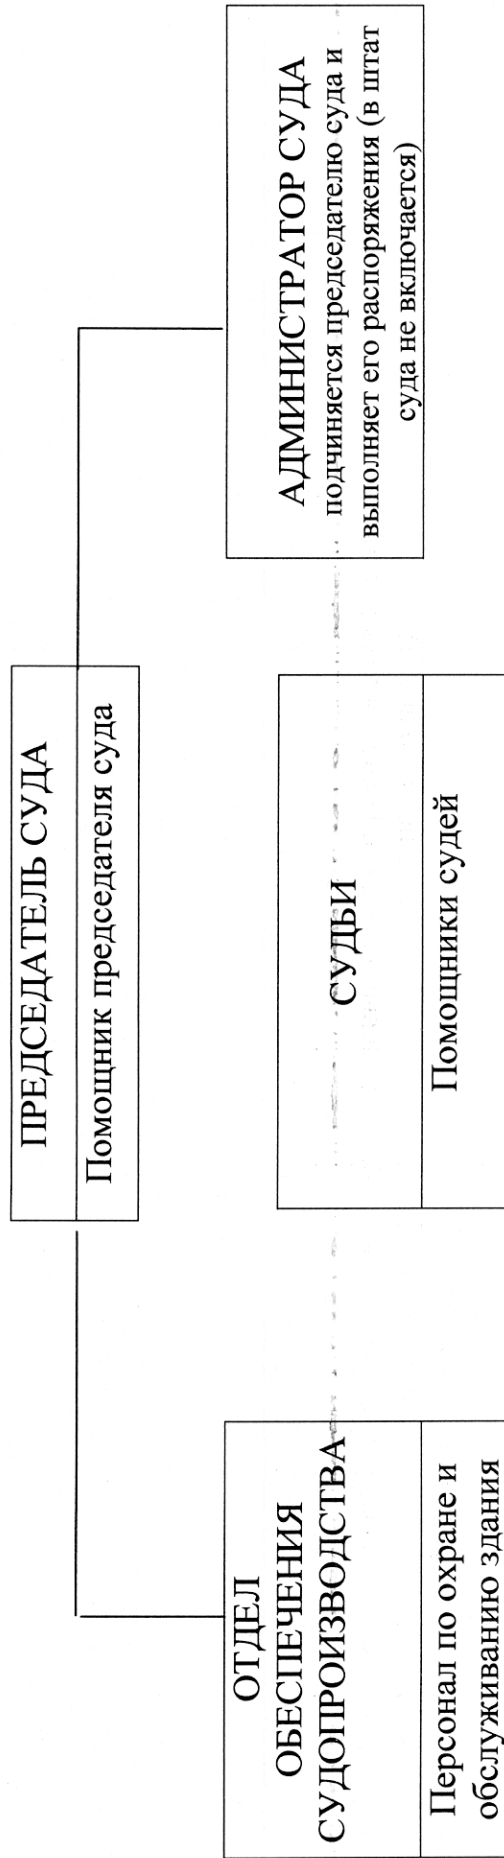 ПРЕДСЕДАТЕЛЬ СУДА
Помощник председателя суда
ОТДЕЛ
ОБЕСПЕЧЕНИЯ
СУДОПРОИЗВОДСТВА
Персонал по охране и
обслуживанию здания
СУДЬИ
Помощники судей
АДМИНИСТРАТОР СУДА
подчиняется председателю суда и
выполняет его распоряжения (в штат
суда не включается)